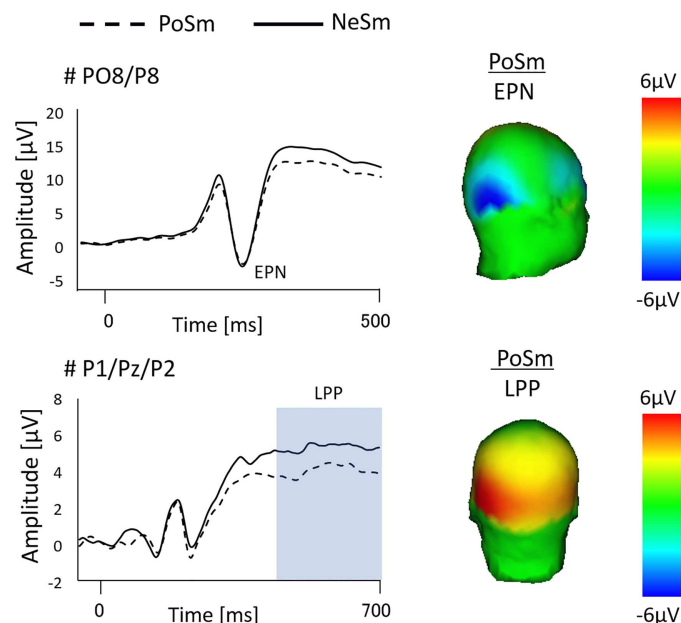 PoSm NeSm
# PO8/P8
PoSm
EPN
6μV
-6μV
Amplitude [μV]
20
15
10
5
0
-5
EPN
0 500
Time [ms]
# P1/Pz/P2
PoSm
LPP
6μV
-6μV
LPP
Amplitude [μV]
8
6
4
2
0
-2
0 700
Time [ms]